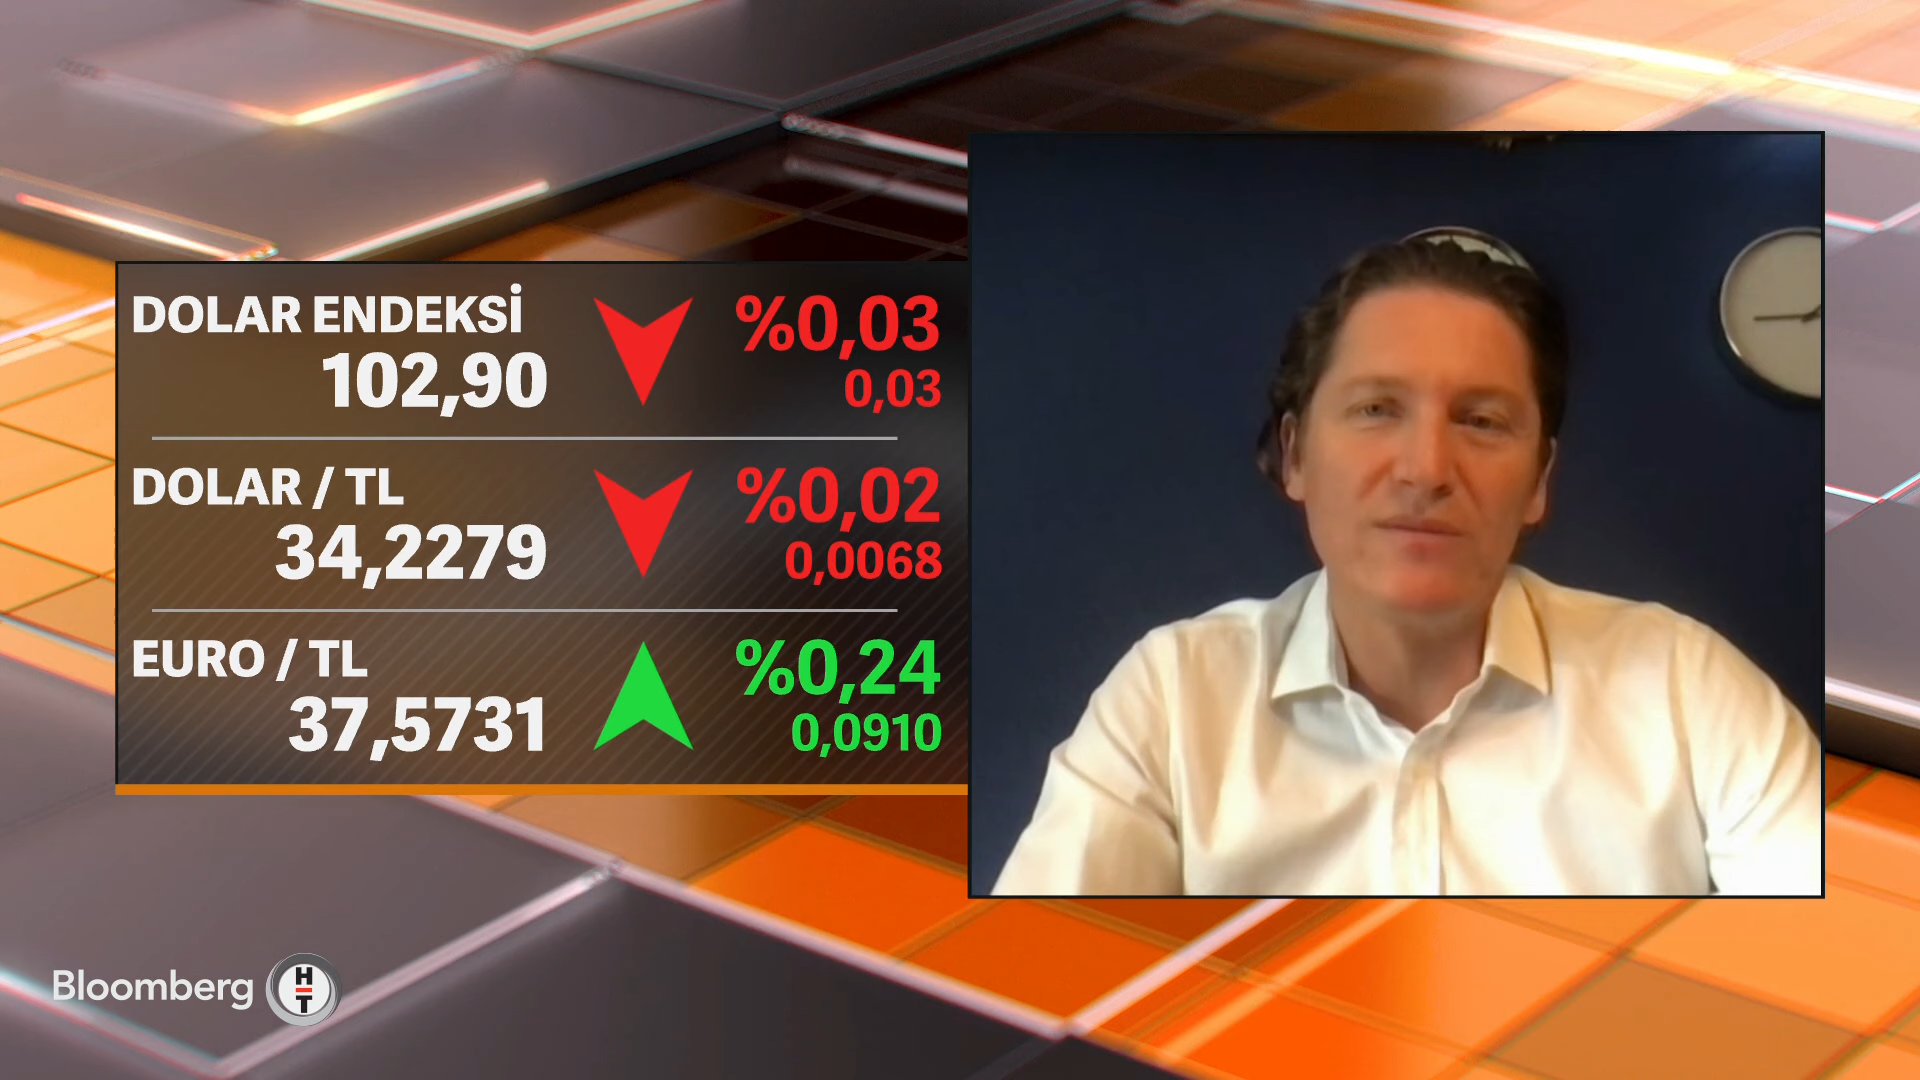 DOLAR ENDEKSİ
102,90
%0,03
0,03
DOLAR / TL
34,2279
%0,02
0,0068
EURO / TL
37,5731
%0,24
0,0910
Bloomberg HT